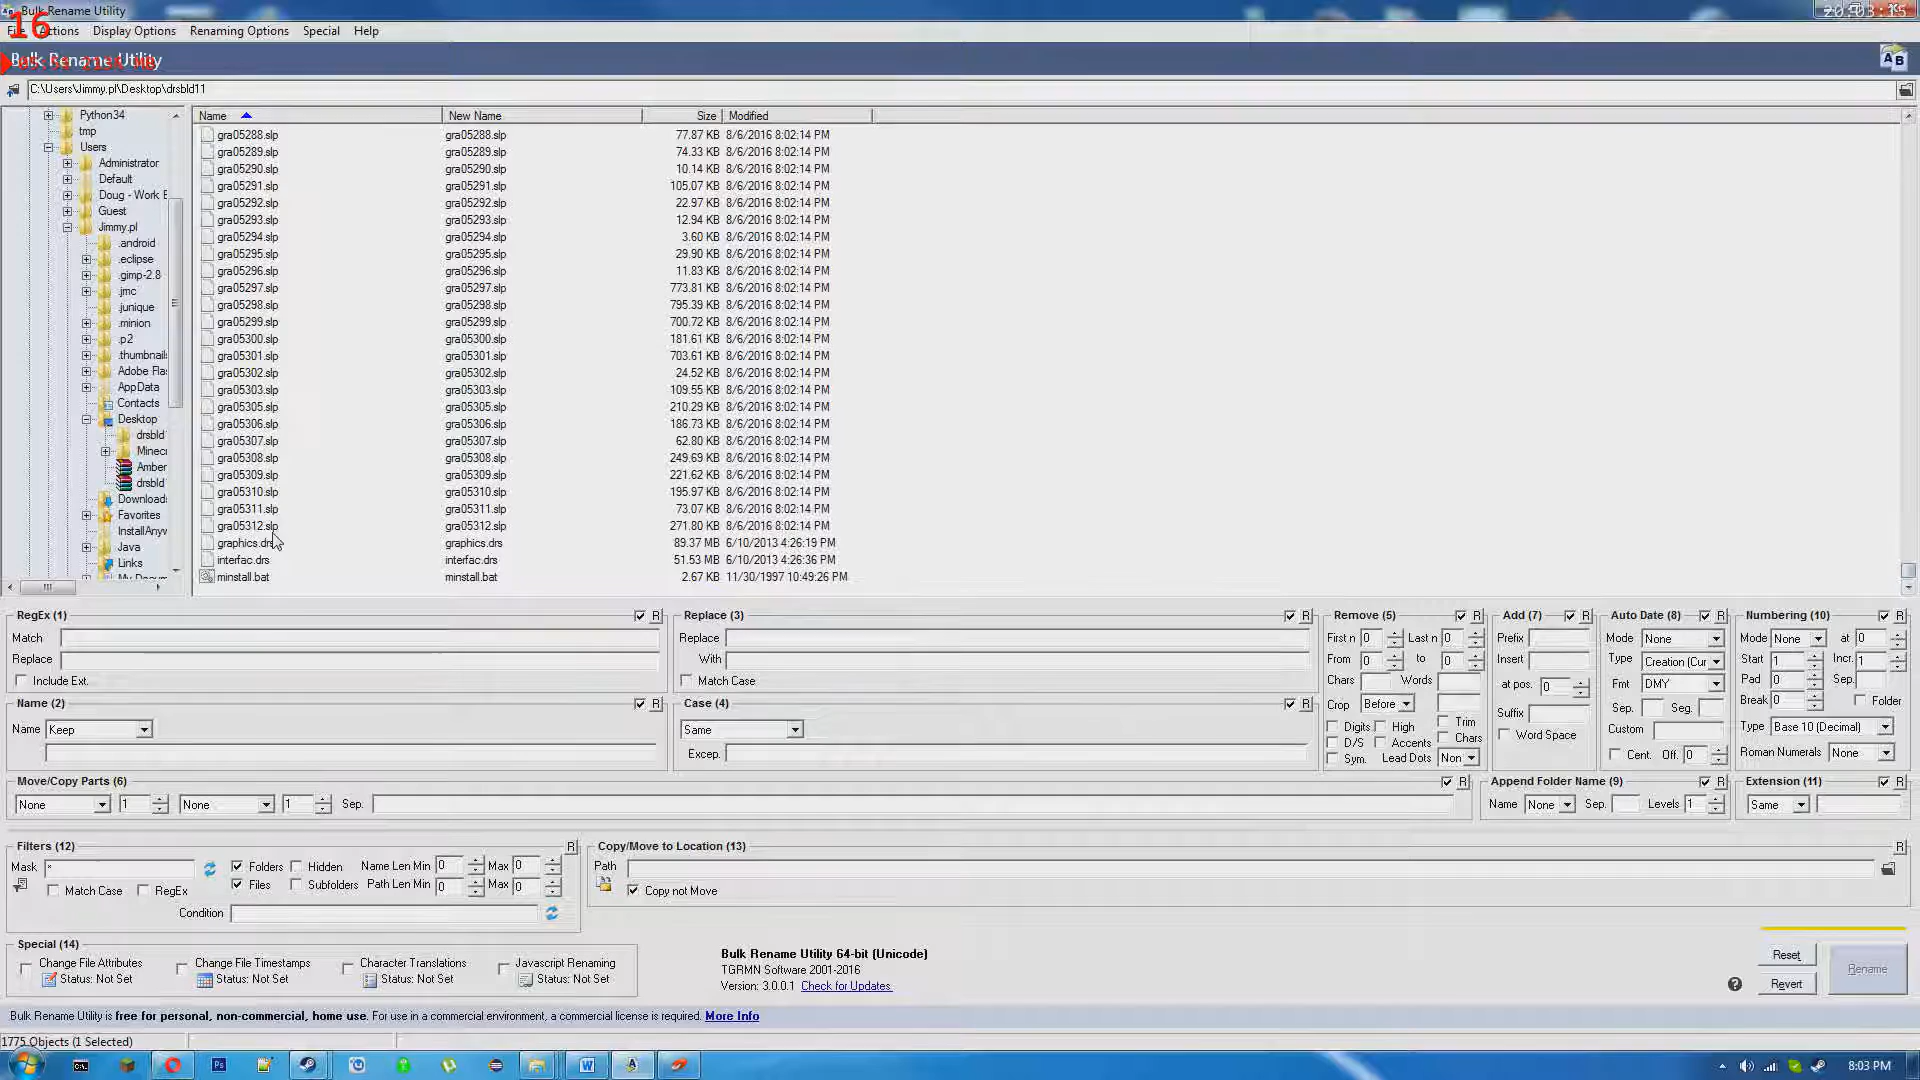 Bulk Rename Utility
16
20:03:15
File Actions Display Options Renaming Options Special Help
Bulk Rename Utility
C:\Users\Jimmy.pl\Desktop\drsbld11
Python34
tmp
Users
Administrator
Default
Doug - Work E
Guest
Jimmy.pl
.android
.eclipse
.gimp-2.8
.jmc
.junique
.minion
.p2
.thumbnail
Adobe Fla
AppData
Contacts
Desktop
drsbld
Minec
Amber
drsbld
Download
Favorites
InstallAnyw
Java
Links
My Docum
Name New Name Size Modified
gra05288.slp gra05288.slp 77.87 KB 8/6/2016 8:02:14 PM
gra05289.slp gra05289.slp 74.33 KB 8/6/2016 8:02:14 PM
gra05290.slp gra05290.slp 10.14 KB 8/6/2016 8:02:14 PM
gra05291.slp gra05291.slp 105.07 KB 8/6/2016 8:02:14 PM
gra05292.slp gra05292.slp 22.97 KB 8/6/2016 8:02:14 PM
gra05293.slp gra05293.slp 12.94 KB 8/6/2016 8:02:14 PM
gra05294.slp gra05294.slp 3.60 KB 8/6/2016 8:02:14 PM
gra05295.slp gra05295.slp 29.90 KB 8/6/2016 8:02:14 PM
gra05296.slp gra05296.slp 11.83 KB 8/6/2016 8:02:14 PM
gra05297.slp gra05297.slp 773.81 KB 8/6/2016 8:02:14 PM
gra05298.slp gra05298.slp 795.39 KB 8/6/2016 8:02:14 PM
gra05299.slp gra05299.slp 700.72 KB 8/6/2016 8:02:14 PM
gra05300.slp gra05300.slp 181.61 KB 8/6/2016 8:02:14 PM
gra05301.slp gra05301.slp 703.61 KB 8/6/2016 8:02:14 PM
gra05302.slp gra05302.slp 24.52 KB 8/6/2016 8:02:14 PM
gra05303.slp gra05303.slp 109.55 KB 8/6/2016 8:02:14 PM
gra05305.slp gra05305.slp 210.29 KB 8/6/2016 8:02:14 PM
gra05306.slp gra05306.slp 186.73 KB 8/6/2016 8:02:14 PM
gra05307.slp gra05307.slp 62.80 KB 8/6/2016 8:02:14 PM
gra05308.slp gra05308.slp 249.69 KB 8/6/2016 8:02:14 PM
gra05309.slp gra05309.slp 221.62 KB 8/6/2016 8:02:14 PM
gra05310.slp gra05310.slp 195.97 KB 8/6/2016 8:02:14 PM
gra05311.slp gra05311.slp 73.07 KB 8/6/2016 8:02:14 PM
gra05312.slp gra05312.slp 271.80 KB 8/6/2016 8:02:14 PM
graphics.drs graphics.drs 89.37 MB 6/10/2013 4:26:19 PM
interfac.drs interfac.drs 51.53 MB 6/10/2013 4:26:36 PM
minstall.bat minstall.bat 2.67 KB 11/30/1997 10:49:26 PM
RegEx (1) R
Match
Replace
Include Ext.
Replace (3) R
Replace
With
Match Case
Remove (5) R
First n 0 Last n 0
From 0 to 0
Chars Words
Crop Before
Digits High Trim
D/S Accents Chars
Sym. Lead Dots Non
Add (7) R
Prefix
Insert
at pos. 0
Suffix
Word Space
Auto Date (8) R
Mode None
Type Creation (Cur
Fmt DMY
Sep. Seg.
Custom
Cent. Off. 0
Numbering (10) R
Mode None at 0
Start 1 Incr. 1
Pad 0 Sep.
Break 0 Folder
Type Base 10 (Decimal)
Roman Numerals None
Name (2) R
Name Keep
Case (4) R
Same
Excep.
Move/Copy Parts (6) R
None 1 None 1 Sep.
Append Folder Name (9) R
Name None Sep. Levels 1
Extension (11) R
Same
Filters (12) R
Mask * Folders Hidden Name Len Min 0 Max 0
Files Subfolders Path Len Min 0 Max 0
Match Case RegEx
Condition
Copy/Move to Location (13) R
Path
Copy not Move
Special (14)
Change File Attributes Change File Timestamps Character Translations Javascript Renaming
Status: Not Set Status: Not Set Status: Not Set Status: Not Set
Bulk Rename Utility 64-bit (Unicode)
TGRMN Software 2001-2016
Version: 3.0.0.1 Check for Updates
Reset
Revert
Rename
Bulk Rename Utility is free for personal, non-commercial, home use. For use in a commercial environment, a commercial license is required. More Info
1775 Objects (1 Selected)
8:03 PM